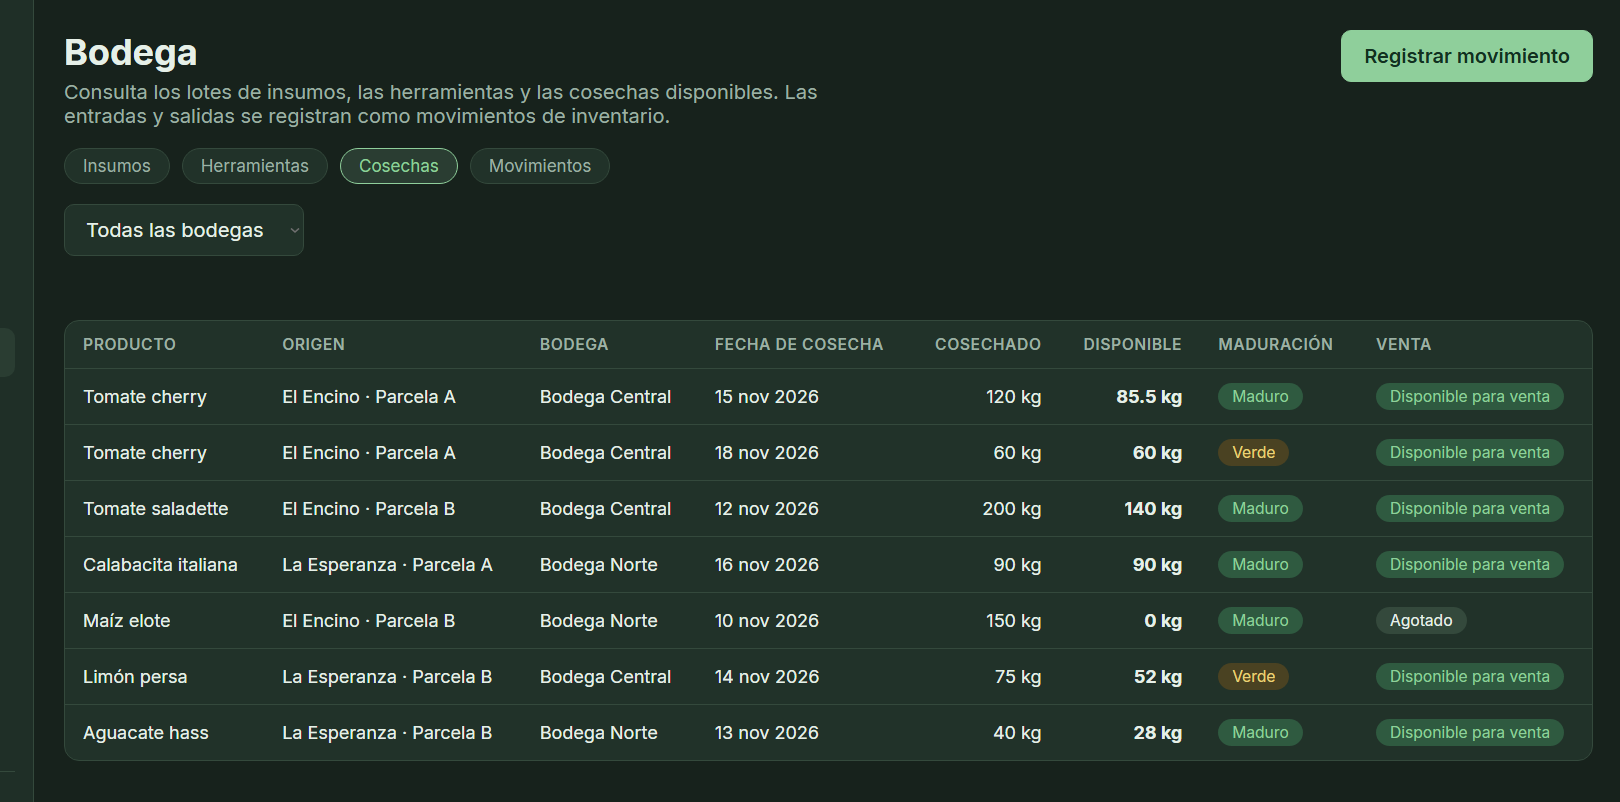 Bodega
Registrar movimiento
Consulta los lotes de insumos, las herramientas y las cosechas disponibles. Las
entradas y salidas se registran como movimientos de inventario.
Insumos Herramientas Cosechas Movimientos
Todas las bodegas
PRODUCTO ORIGEN BODEGA FECHA DE COSECHA COSECHADO DISPONIBLE MADURACIÓN VENTA
Tomate cherry El Encino · Parcela A Bodega Central 15 nov 2026 120 kg 85.5 kg Maduro Disponible para venta
Tomate cherry El Encino · Parcela A Bodega Central 18 nov 2026 60 kg 60 kg Verde Disponible para venta
Tomate saladette El Encino · Parcela B Bodega Central 12 nov 2026 200 kg 140 kg Maduro Disponible para venta
Calabacita italiana La Esperanza · Parcela A Bodega Norte 16 nov 2026 90 kg 90 kg Maduro Disponible para venta
Maíz elote El Encino · Parcela B Bodega Norte 10 nov 2026 150 kg 0 kg Maduro Agotado
Limón persa La Esperanza · Parcela B Bodega Central 14 nov 2026 75 kg 52 kg Verde Disponible para venta
Aguacate hass La Esperanza · Parcela B Bodega Norte 13 nov 2026 40 kg 28 kg Maduro Disponible para venta